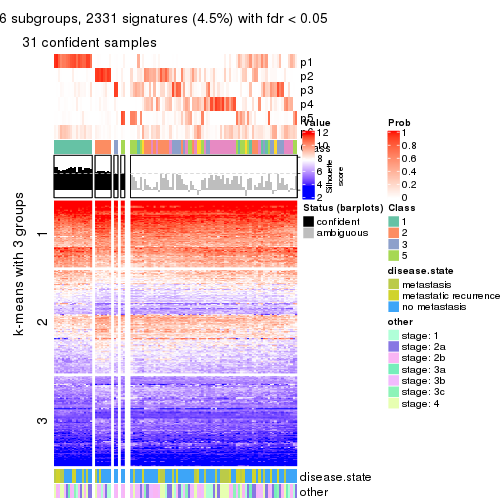 6 subgroups, 2331 signatures (4.5%) with fdr < 0.05
31 confident samples
p1
p2
p3
p4
p5
Value
12
10
8
6
4
2
Silhouette
score
Prob
1
0.8
0.6
0.4
0.2
0
Status (barplots)
confident
ambiguous
Class
1
2
3
5
disease.state
metastasis
metastatic recurrence
no metastasis
other
stage: 1
stage: 2a
stage: 2b
stage: 3a
stage: 3b
stage: 3c
stage: 4
k-means with 3 groups
1
2
3
disease.state
other